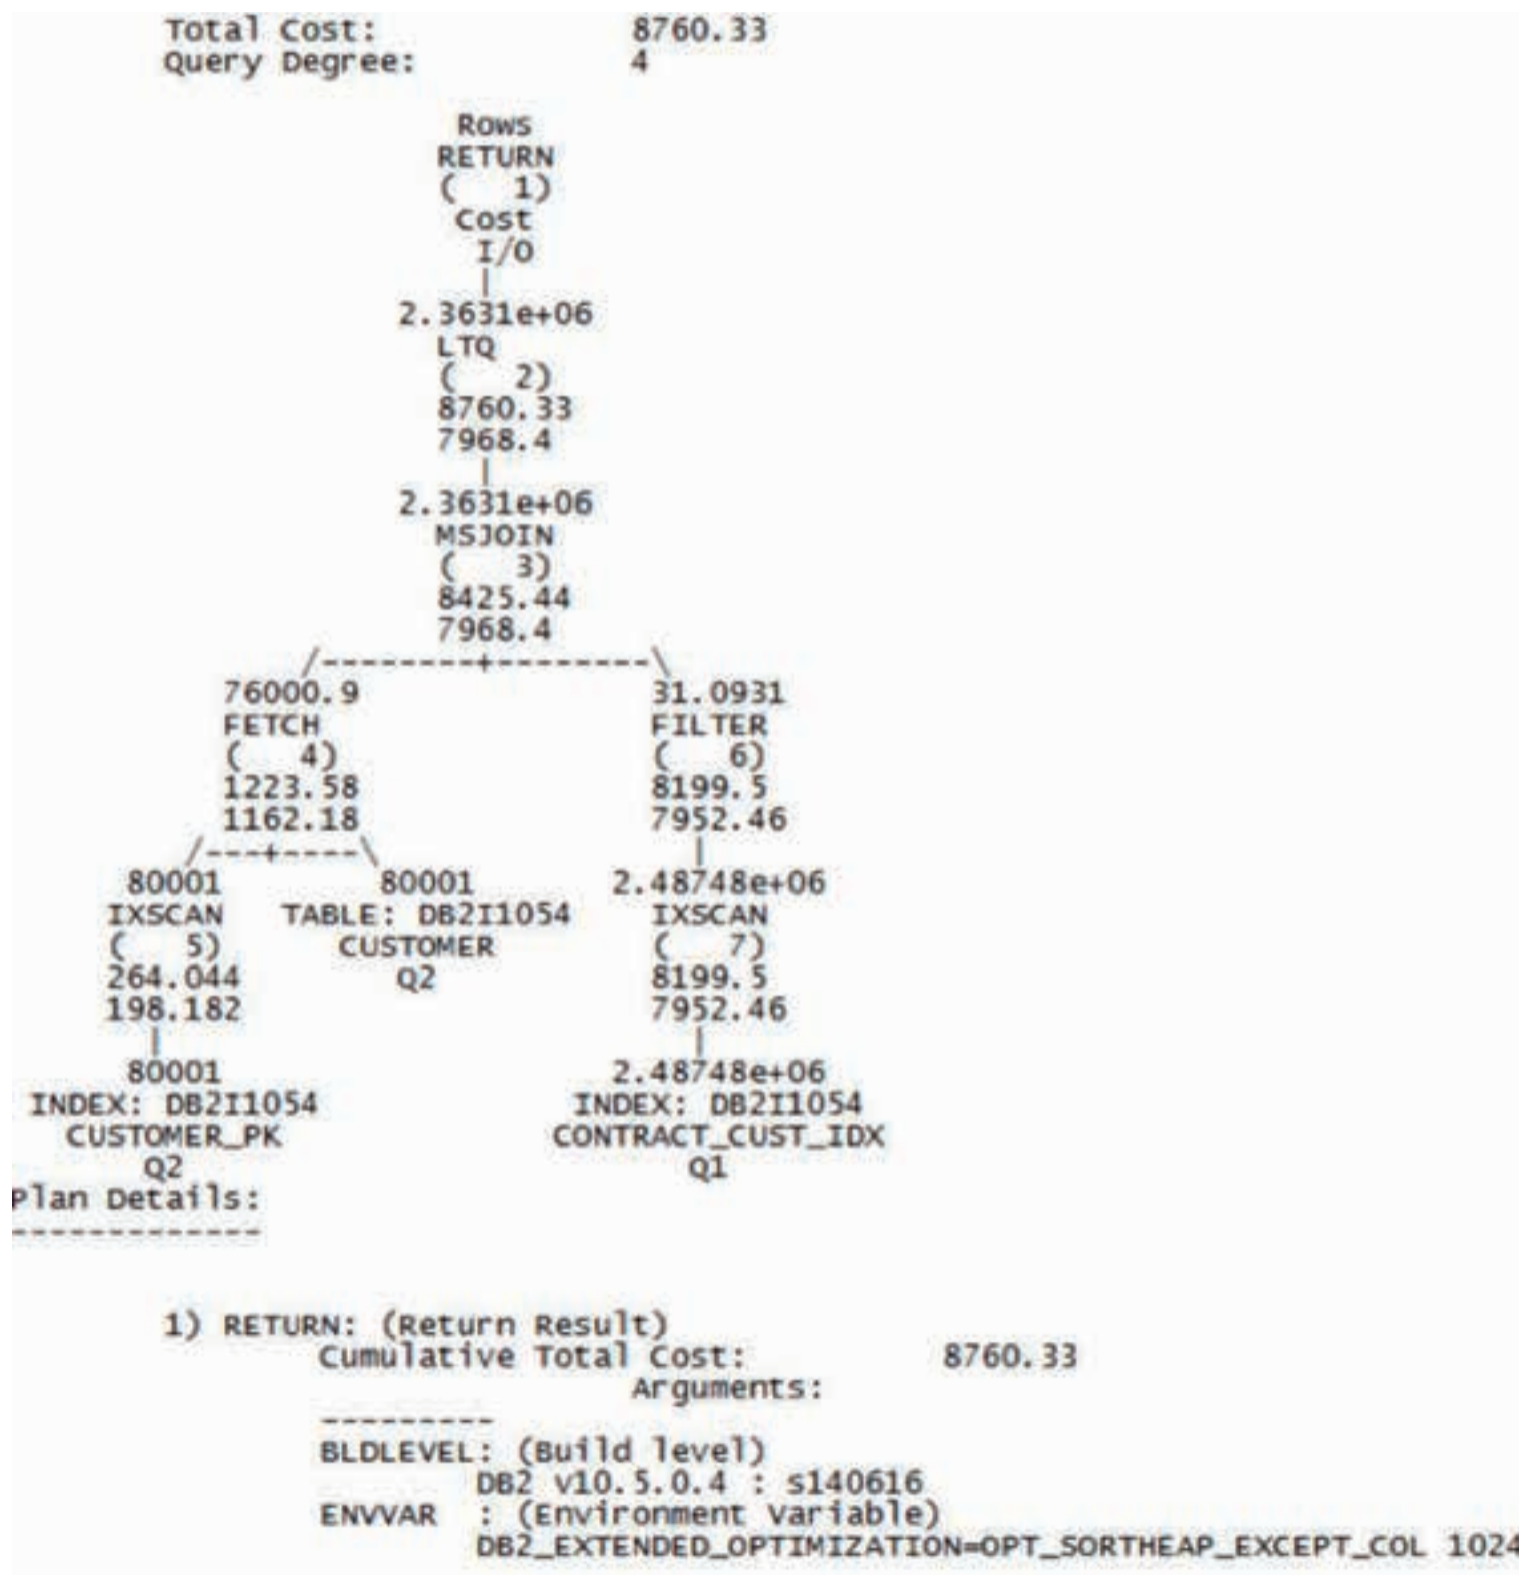 Total Cost: 8760.33
Query Degree: 4
Rows
RETURN
( 1)
Cost
I/O
|
2.3631e+06
LTQ
( 2)
8760.33
7968.4
|
2.3631e+06
MSJOIN
( 3)
8425.44
7968.4
/--------+--------\
76000.9 31.0931
FETCH FILTER
( 4) ( 6)
1223.58 8199.5
1162.18 7952.46
/---+----\ |
80001 80001 2.48748e+06
IXSCAN TABLE: DB2I1054 IXSCAN
( 5) CUSTOMER ( 7)
264.044 Q2 8199.5
198.182 7952.46
| |
80001 2.48748e+06
INDEX: DB2I1054 INDEX: DB2I1054
CUSTOMER_PK CONTRACT_CUST_IDX
Q2 Q1
Plan Details:
-------------
1) RETURN: (Return Result)
Cumulative Total Cost: 8760.33
Arguments:
---------
BLDLEVEL: (Build level)
DB2 v10.5.0.4 : s140616
ENVVAR : (Environment Variable)
DB2_EXTENDED_OPTIMIZATION=OPT_SORTHEAP_EXCEPT_COL 1024